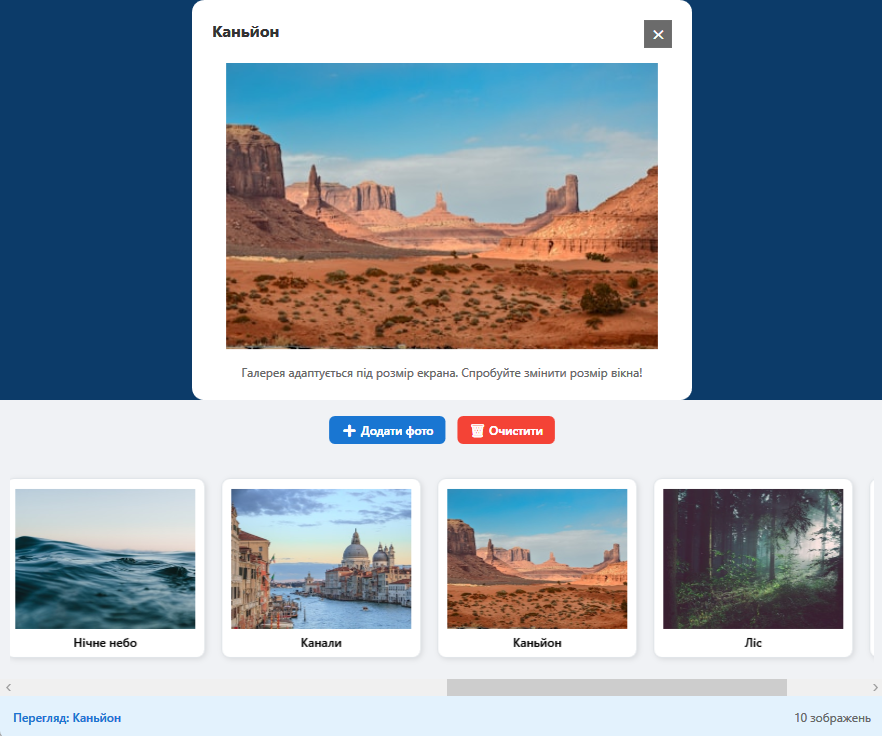 Каньйон
Галерея адаптується під розмір екрана. Спробуйте змінити розмір вікна!
Додати фото
Очистити
Нічне небо
Канали
Каньйон
Ліс
Перегляд: Каньйон
10 зображень